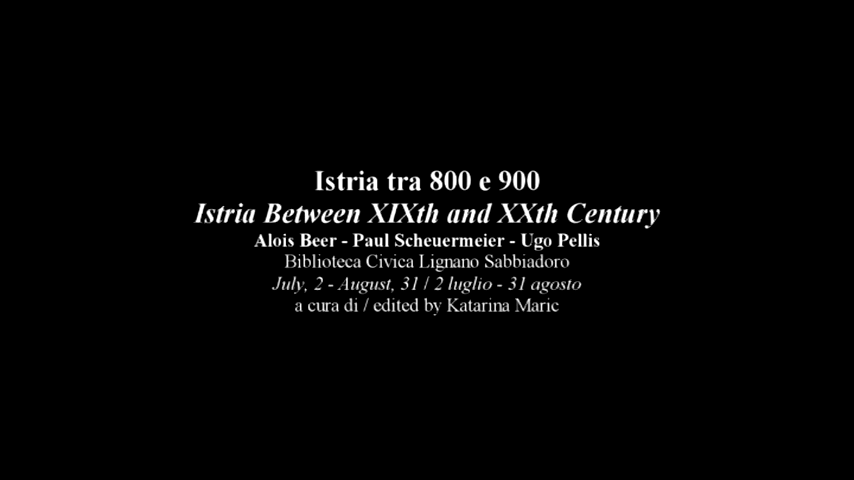 Istria tra 800 e 900
Istria Between XIXth and XXth Century
Alois Beer - Paul Scheuermeier - Ugo Pellis
Biblioteca Civica Lignano Sabbiadoro
July, 2 - August, 31 / 2 luglio - 31 agosto
a cura di / edited by Katarina Maric